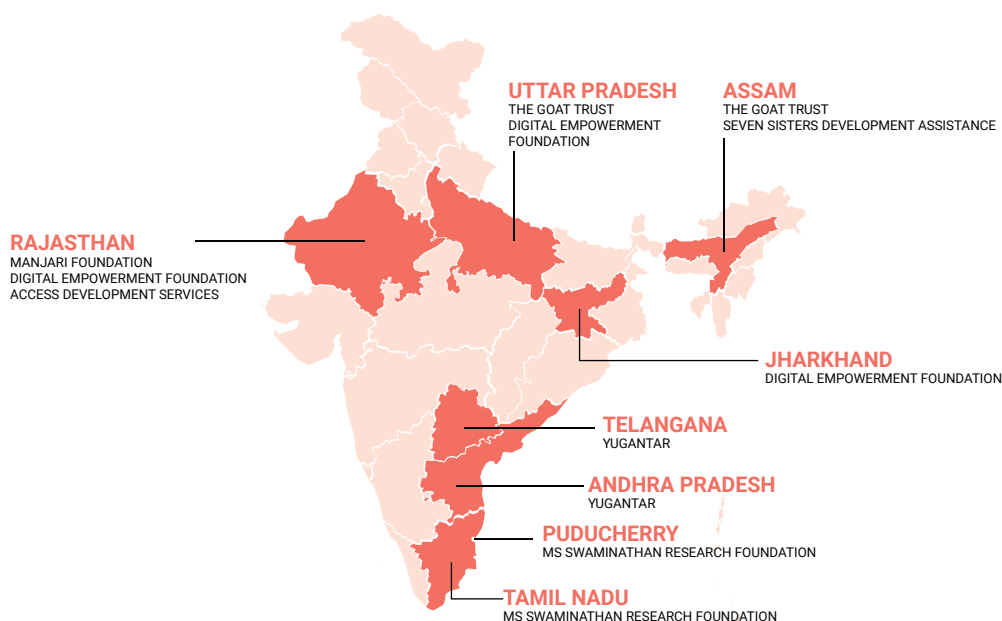 UTTAR PRADESH
THE GOAT TRUST
DIGITAL EMPOWERMENT
FOUNDATION
ASSAM
THE GOAT TRUST
SEVEN SISTERS DEVELOPMENT ASSISTANCE
RAJASTHAN
MANJARI FOUNDATION
DIGITAL EMPOWERMENT FOUNDATION
ACCESS DEVELOPMENT SERVICES
JHARKHAND
DIGITAL EMPOWERMENT FOUNDATION
TELANGANA
YUGANTAR
ANDHRA PRADESH
YUGANTAR
PUDUCHERRY
MS SWAMINATHAN RESEARCH FOUNDATION
TAMIL NADU
MS SWAMINATHAN RESEARCH FOUNDATION